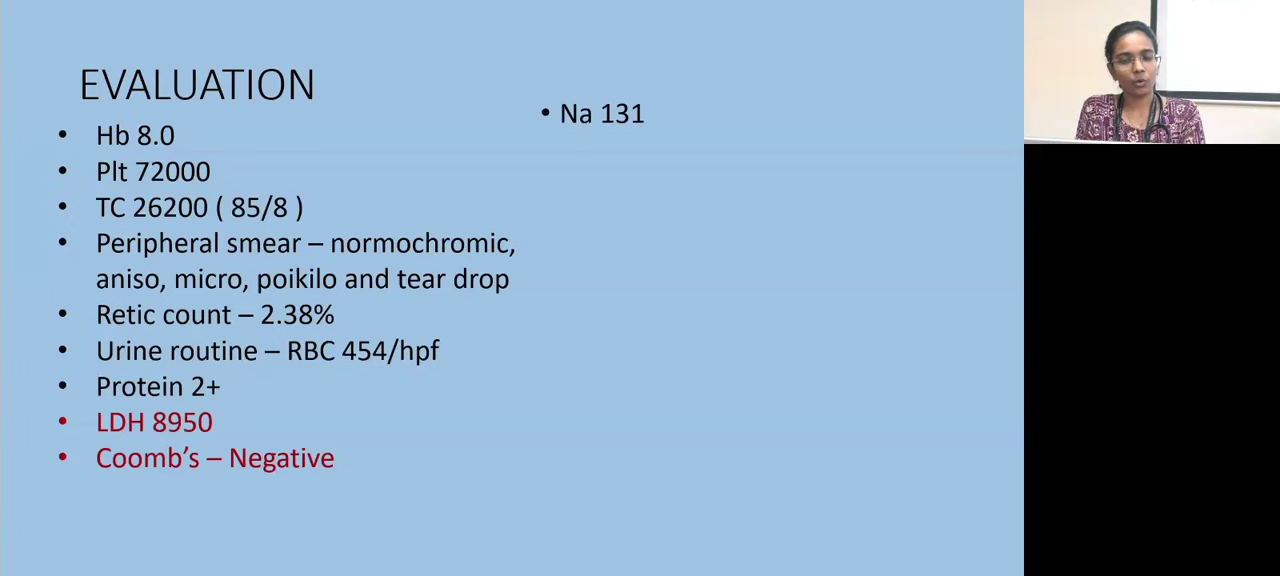 EVALUATION
• Hb 8.0
• Plt 72000
• TC 26200 ( 85/8 )
• Peripheral smear – normochromic,
aniso, micro, poikilo and tear drop
• Retic count – 2.38%
• Urine routine – RBC 454/hpf
• Protein 2+
• LDH 8950
• Coomb’s – Negative
• Na 131